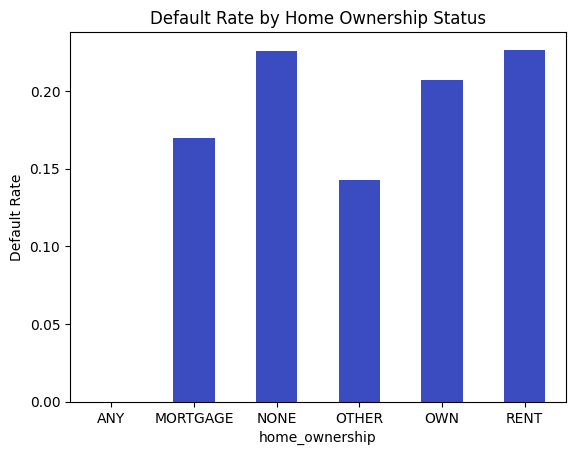 Default Rate by Home Ownership Status
Default Rate
0.20
0.15
0.10
0.05
0.00
ANY MORTGAGE NONE OTHER OWN RENT
home_ownership